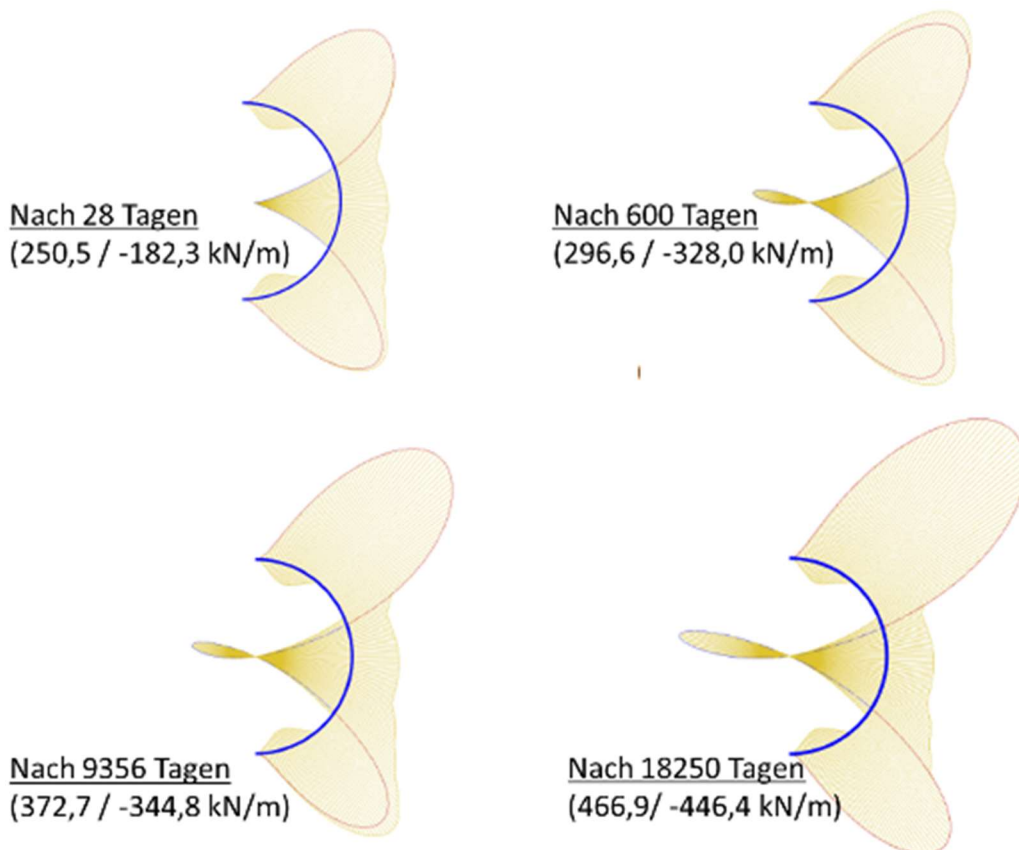 Nach 28 Tagen
(250,5 / -182,3 kN/m)
Nach 600 Tagen
(296,6 / -328,0 kN/m)
Nach 9356 Tagen
(372,7 / -344,8 kN/m)
Nach 18250 Tagen
(466,9/ -446,4 kN/m)